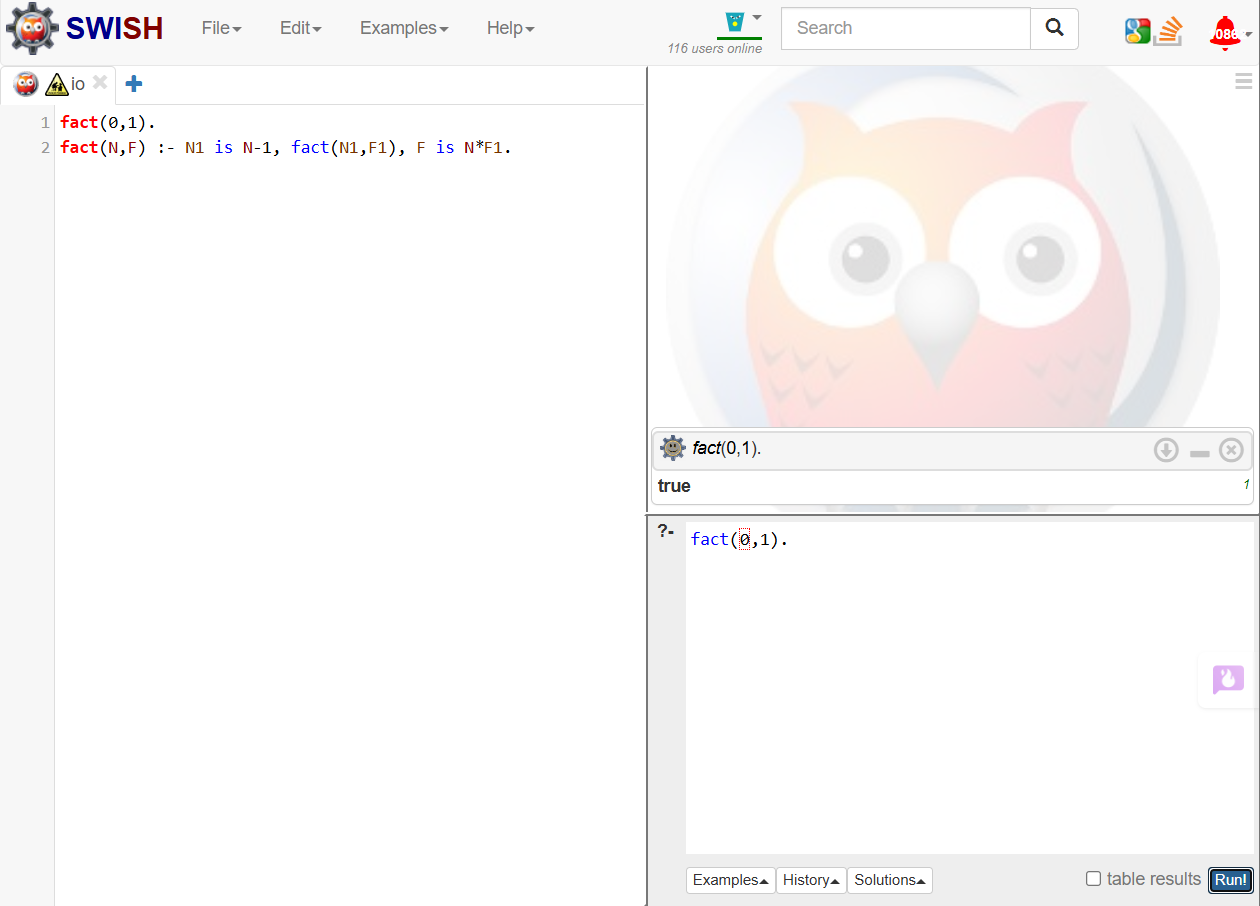 SWISH File Edit Examples Help
116 users online
Search
io
1 fact(0,1).
2 fact(N,F) :- N1 is N-1, fact(N1,F1), F is N*F1.
fact(0,1).
true 1
?- fact(0,1).
Examples History Solutions table results Run!